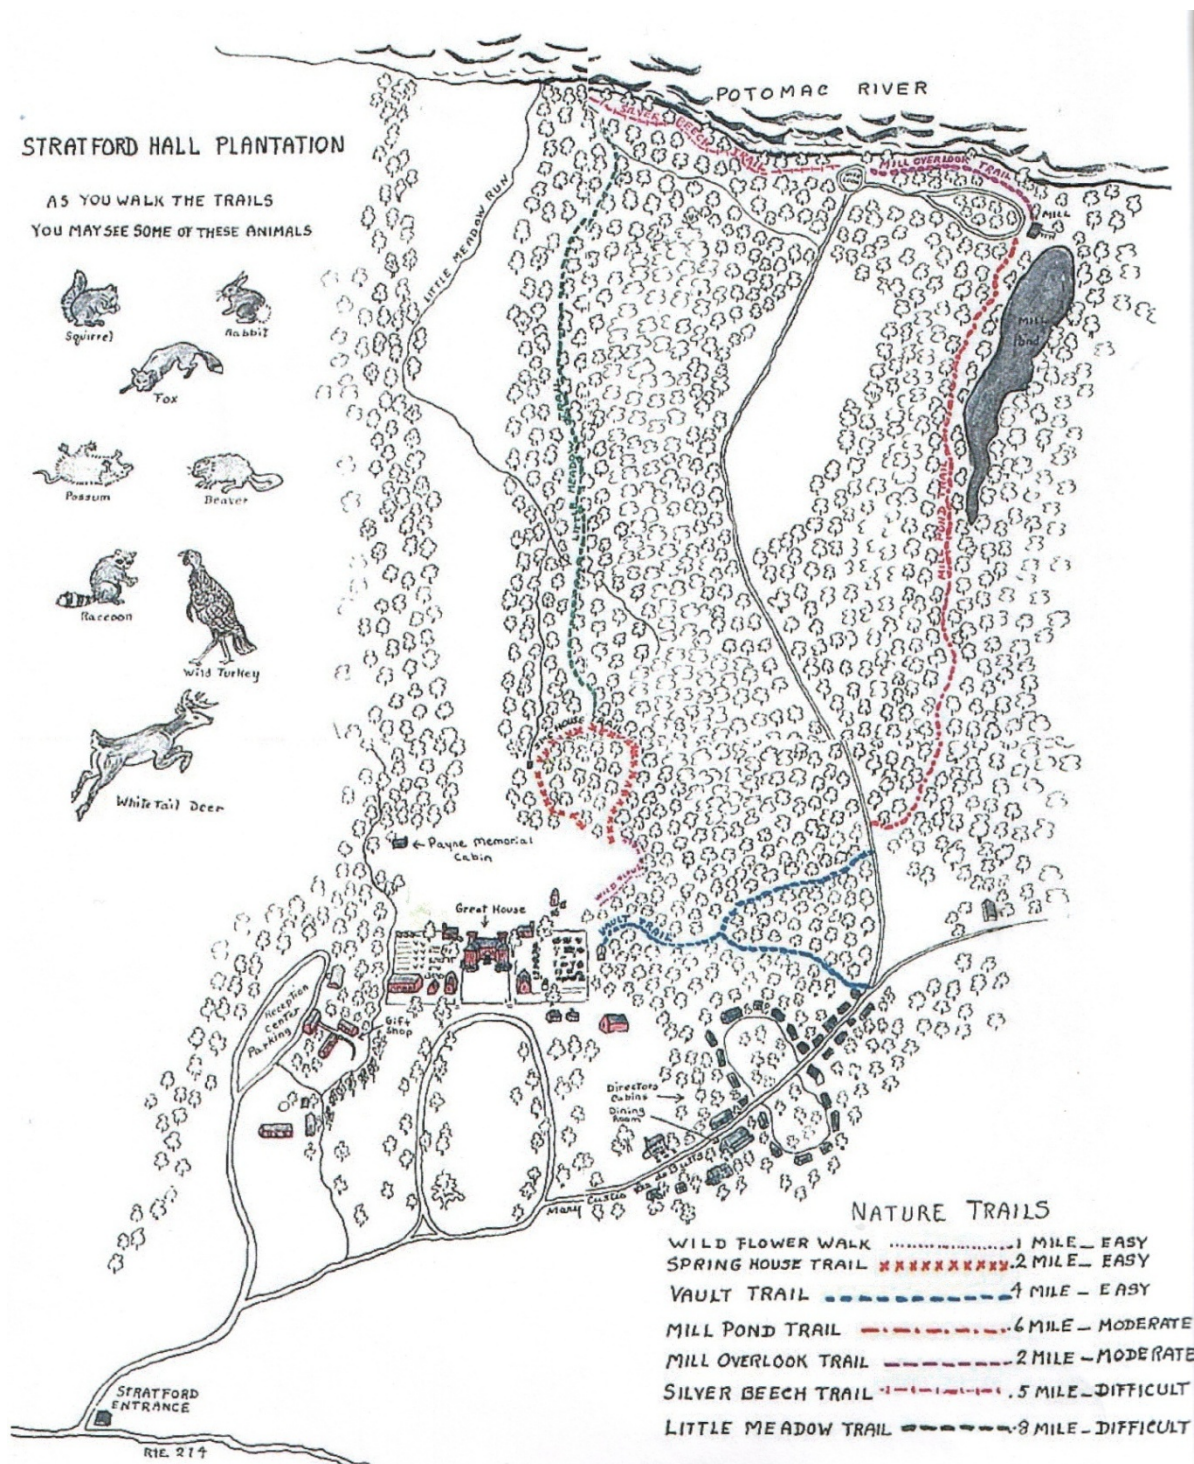 POTOMAC RIVER
STRATFORD HALL PLANTATION
AS YOU WALK THE TRAILS
YOU MAY SEE SOME OF THESE ANIMALS
Squirrel
Rabbit
Fox
Possum
Beaver
Raccoon
Wild Turkey
White Tail Deer
SILVER BEECH TRAIL
MILL OVERLOOK TRAIL
MILL
LITTLE MEADOW RUN
Mill
Pond
LITTLE MEADOW
MILL POND TRAIL
HOUSE TRAIL
← Payne Memorial
Cabin
WILD
Great House
VAULT TRAIL
Reception
Center
Parking
Gift
Shop
Directors
Cabins
Dining
Room
Mary Custis
STRATFORD
ENTRANCE
RTE 214
NATURE TRAILS
WILD FLOWER WALK .1 MILE - EASY
SPRING HOUSE TRAIL .2 MILE - EASY
VAULT TRAIL .4 MILE - EASY
MILL POND TRAIL .6 MILE - MODERATE
MILL OVERLOOK TRAIL .2 MILE - MODERATE
SILVER BEECH TRAIL .5 MILE - DIFFICULT
LITTLE MEADOW TRAIL MILE - DIFFICULT